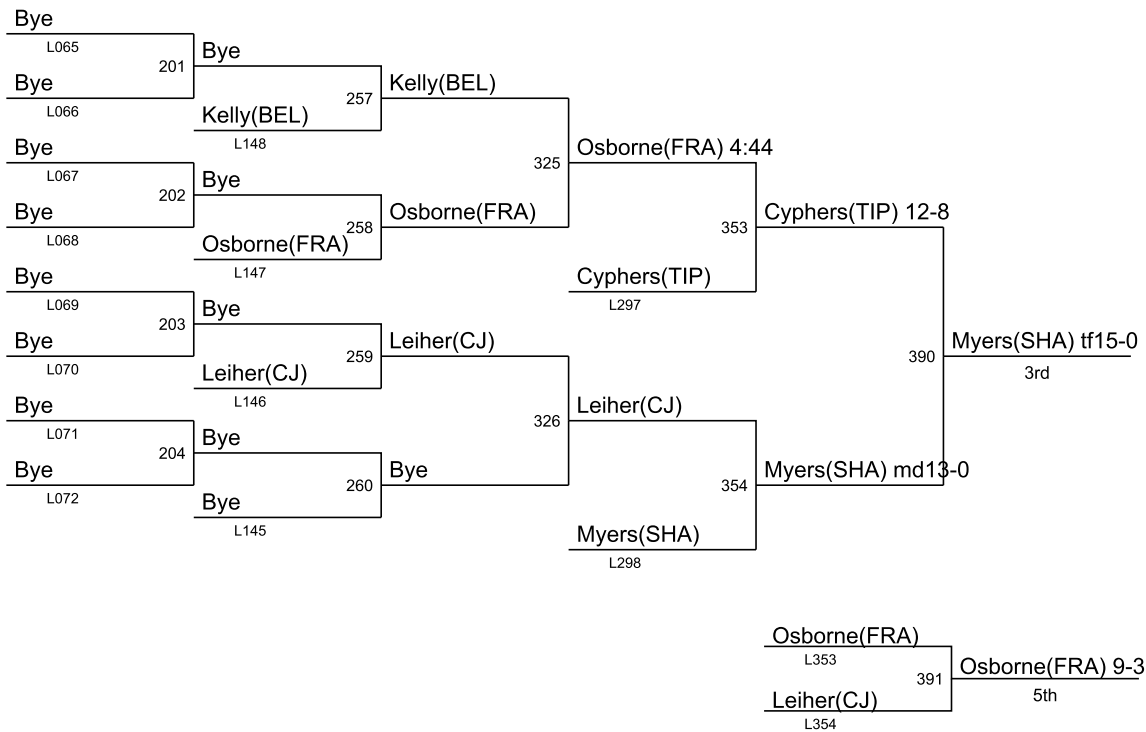 Bye
L065
201
Bye
Bye
L066
257
Kelly(BEL)
Kelly(BEL)
L148
Bye
L067
202
Bye
Bye
L068
258
Osborne(FRA)
Osborne(FRA)
L147
325
Osborne(FRA) 4:44
353
Cyphers(TIP) 12-8
Cyphers(TIP)
L297
Bye
L069
203
Bye
Bye
L070
259
Leiher(CJ)
Leiher(CJ)
L146
390
Myers(SHA) tf15-0
3rd
Bye
L071
204
Bye
Bye
L072
260
Bye
Bye
L145
326
Leiher(CJ)
354
Myers(SHA) md13-0
Myers(SHA)
L298
Osborne(FRA)
L353
391
Osborne(FRA) 9-3
5th
Leiher(CJ)
L354